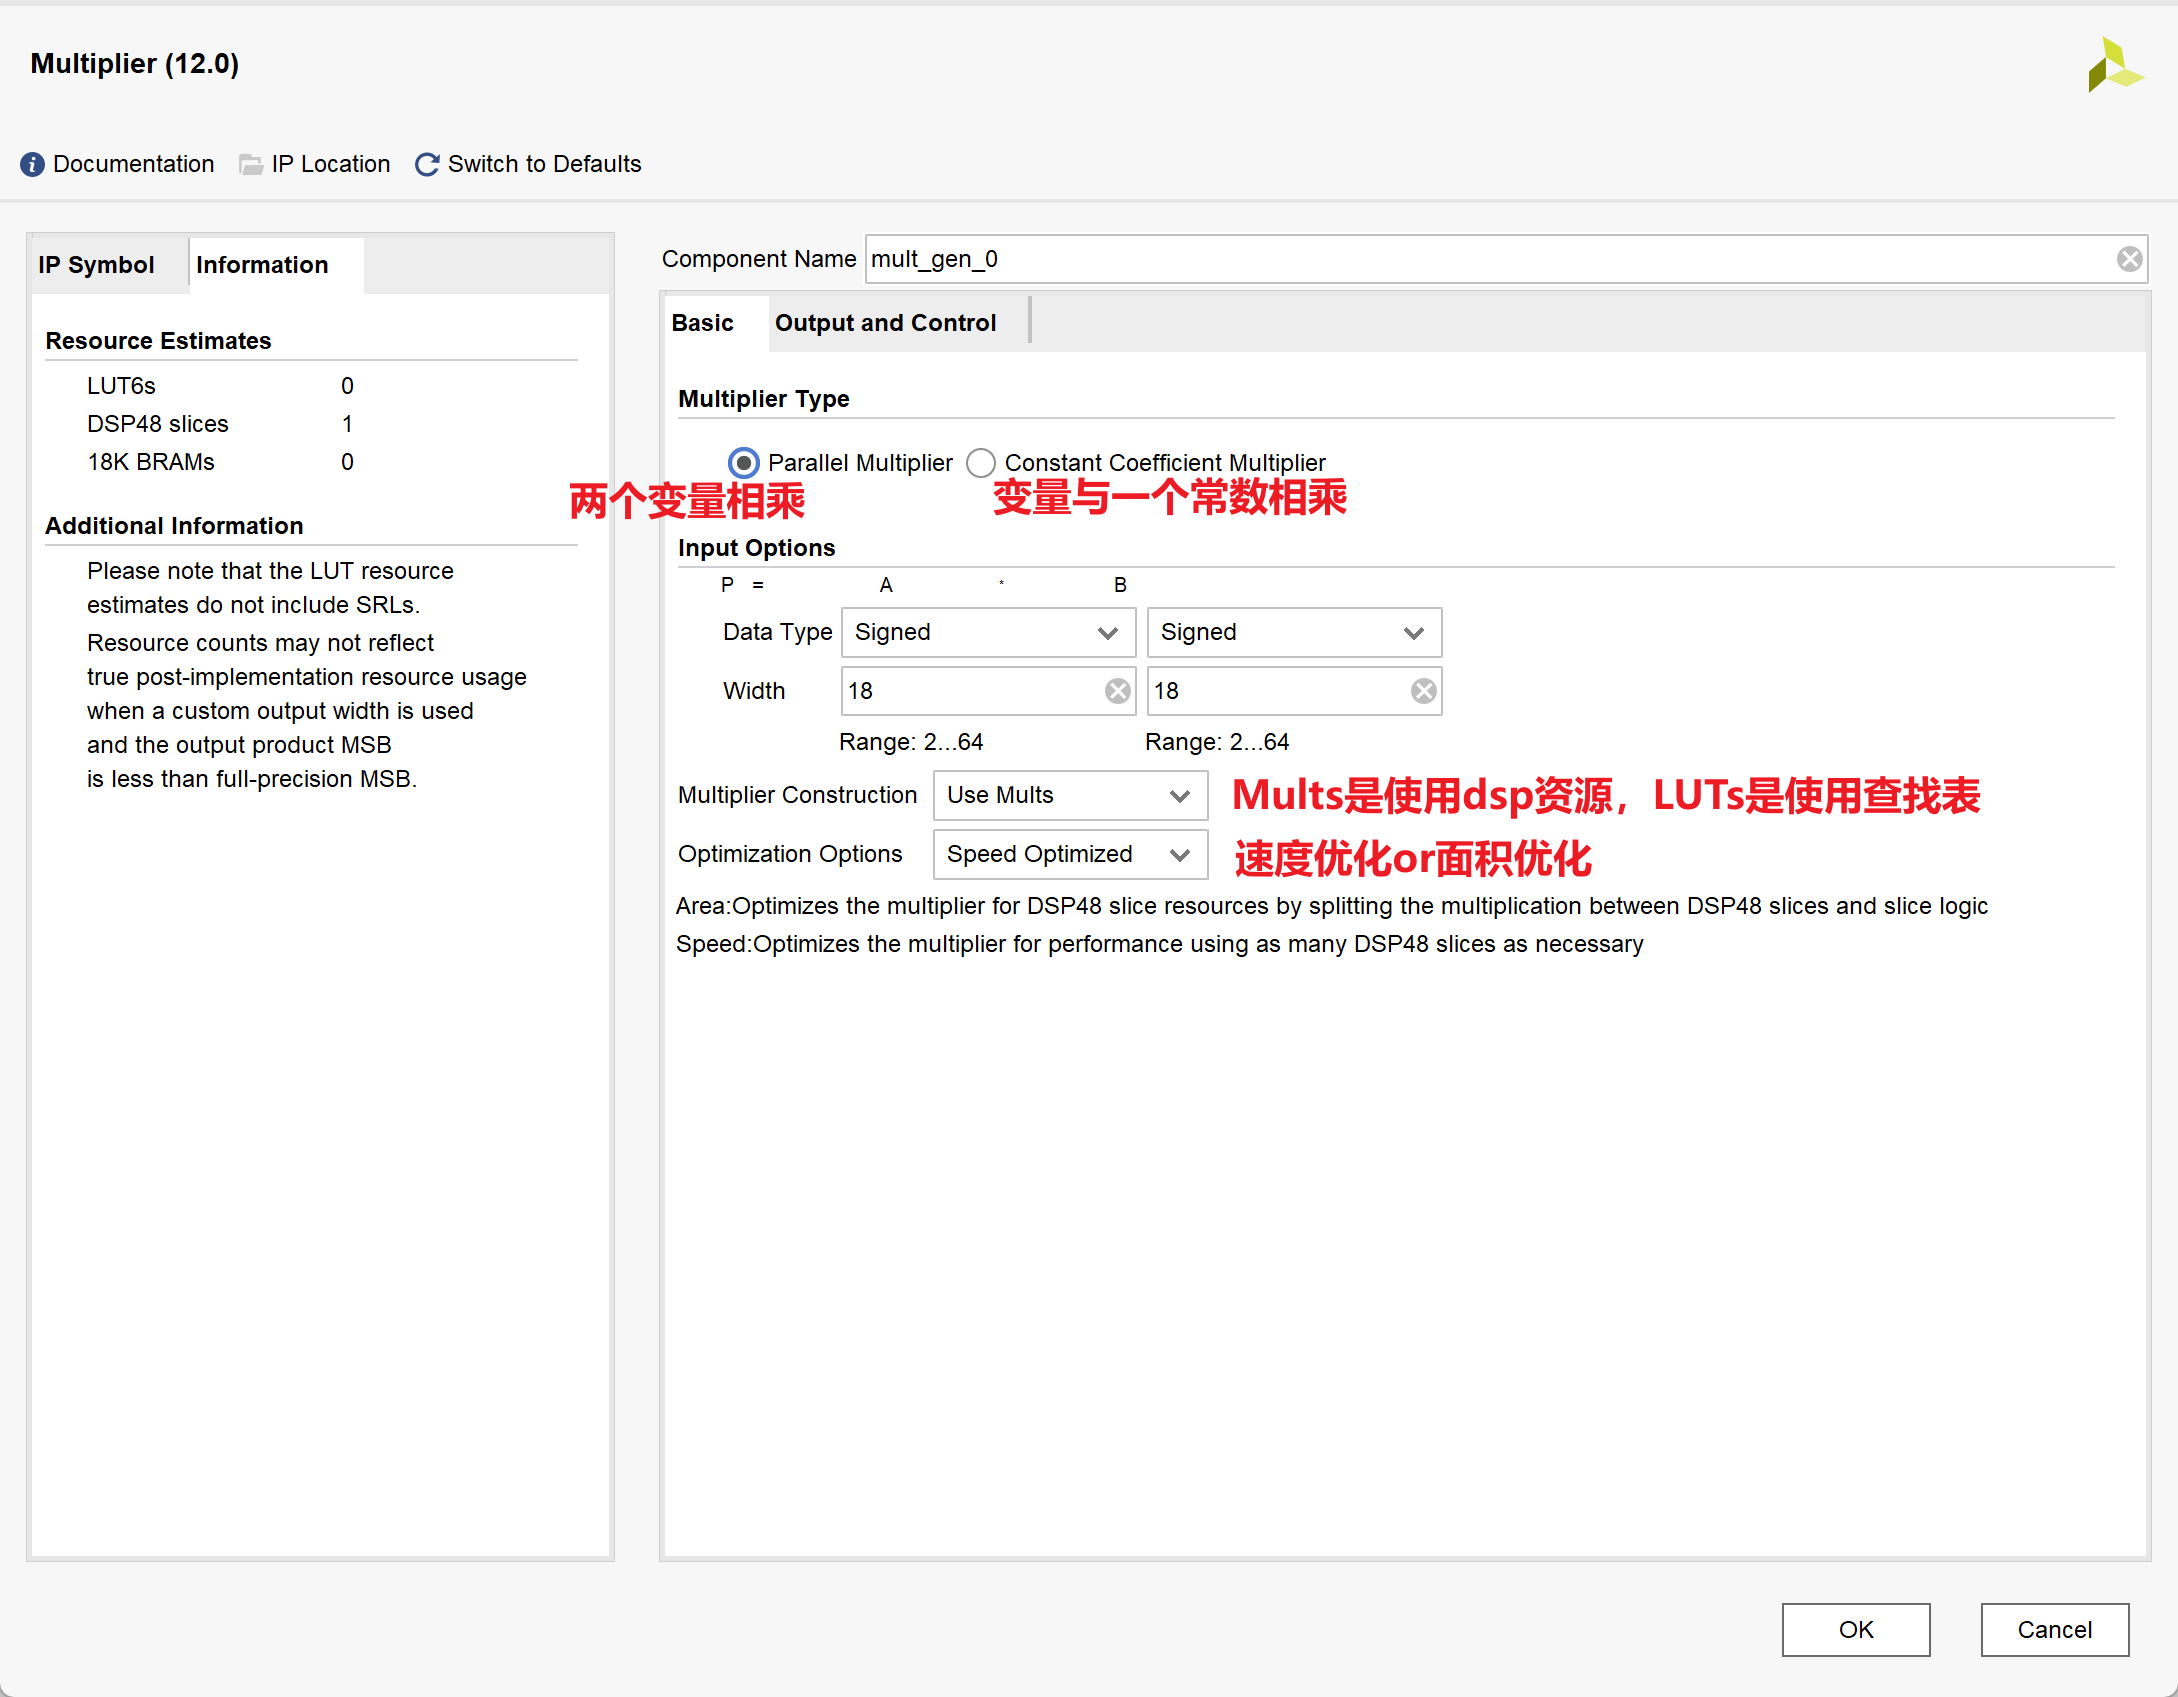 Multiplier (12.0)
Documentation IP Location Switch to Defaults
IP Symbol Information
Resource Estimates
LUT6s 0
DSP48 slices 1
18K BRAMs 0
Additional Information
Please note that the LUT resource
estimates do not include SRLs.
Resource counts may not reflect
true post-implementation resource usage
when a custom output width is used
and the output product MSB
is less than full-precision MSB.
Component Name mult_gen_0
Basic Output and Control
Multiplier Type
Parallel Multiplier Constant Coefficient Multiplier
两个变量相乘 变量与一个常数相乘
Input Options
P = A * B
Data Type Signed Signed
Width 18 18
Range: 2...64 Range: 2...64
Multiplier Construction Use Mults Mults是使用dsp资源，LUTs是使用查找表
Optimization Options Speed Optimized 速度优化or面积优化
Area:Optimizes the multiplier for DSP48 slice resources by splitting the multiplication between DSP48 slices and slice logic
Speed:Optimizes the multiplier for performance using as many DSP48 slices as necessary
OK Cancel